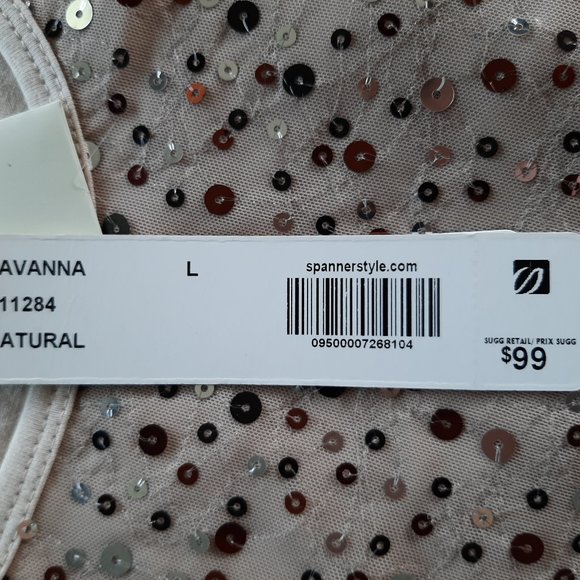 AVANNA
L
spannerstyle.com
11284
09500007268104
ATURAL
SUGG RETAIL/ PRIX SUGG
$99